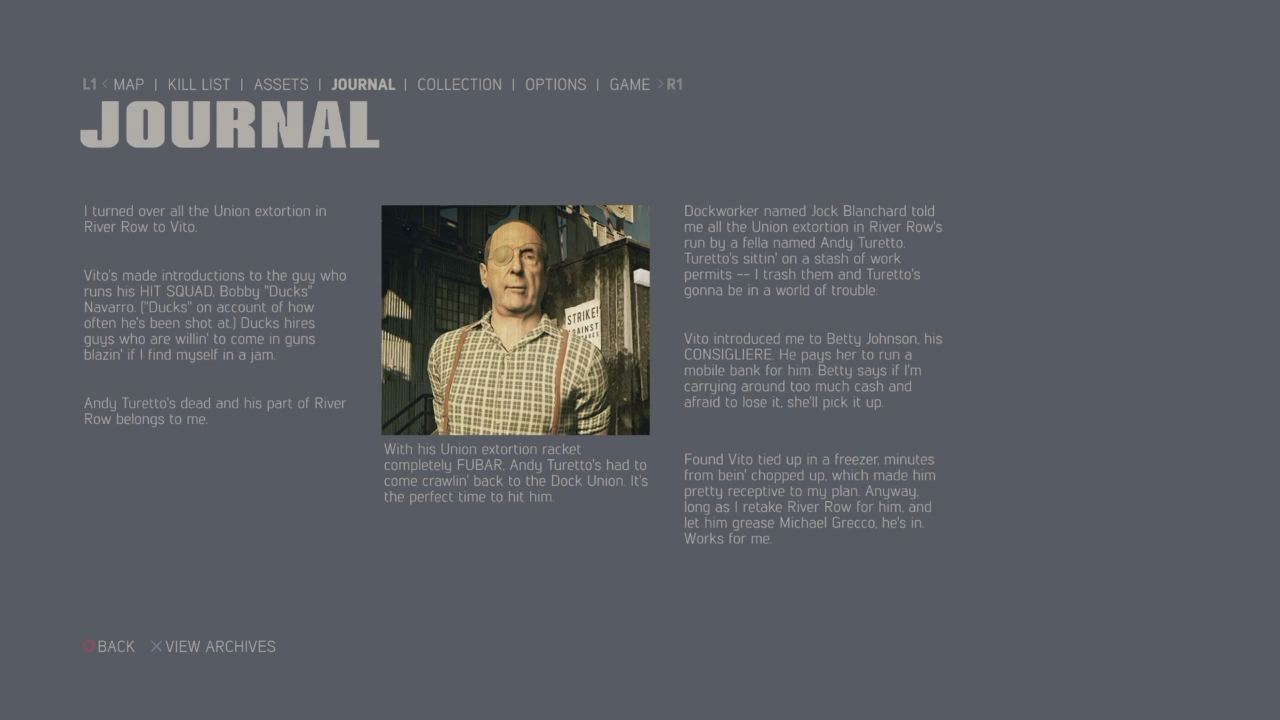 L1 < MAP | KILL LIST | ASSETS | JOURNAL | COLLECTION | OPTIONS | GAME > R1
JOURNAL
I turned over all the Union extortion in
River Row to Vito.
Vito's made introductions to the guy who
runs his HIT SQUAD, Bobby "Ducks"
Navarro. ("Ducks" on account of how
often he's been shot at.) Ducks hires
guys who are willin' to come in guns
blazin' if I find myself in a jam.
Andy Turetto's dead and his part of River
Row belongs to me.
STRIKE!
AGAINST
With his Union extortion racket
completely FUBAR, Andy Turetto's had to
come crawlin' back to the Dock Union. It's
the perfect time to hit him.
Dockworker named Jock Blanchard told
me all the Union extortion in River Row's
run by a fella named Andy Turetto.
Turetto's sittin' on a stash of work
permits -- I trash them and Turetto's
gonna be in a world of trouble.
Vito introduced me to Betty Johnson, his
CONSIGLIERE. He pays her to run a
mobile bank for him. Betty says if I'm
carrying around too much cash and
afraid to lose it, she'll pick it up.
Found Vito tied up in a freezer, minutes
from bein' chopped up, which made him
pretty receptive to my plan. Anyway,
long as I retake River Row for him, and
let him grease Michael Grecco, he's in.
Works for me.
BACK VIEW ARCHIVES